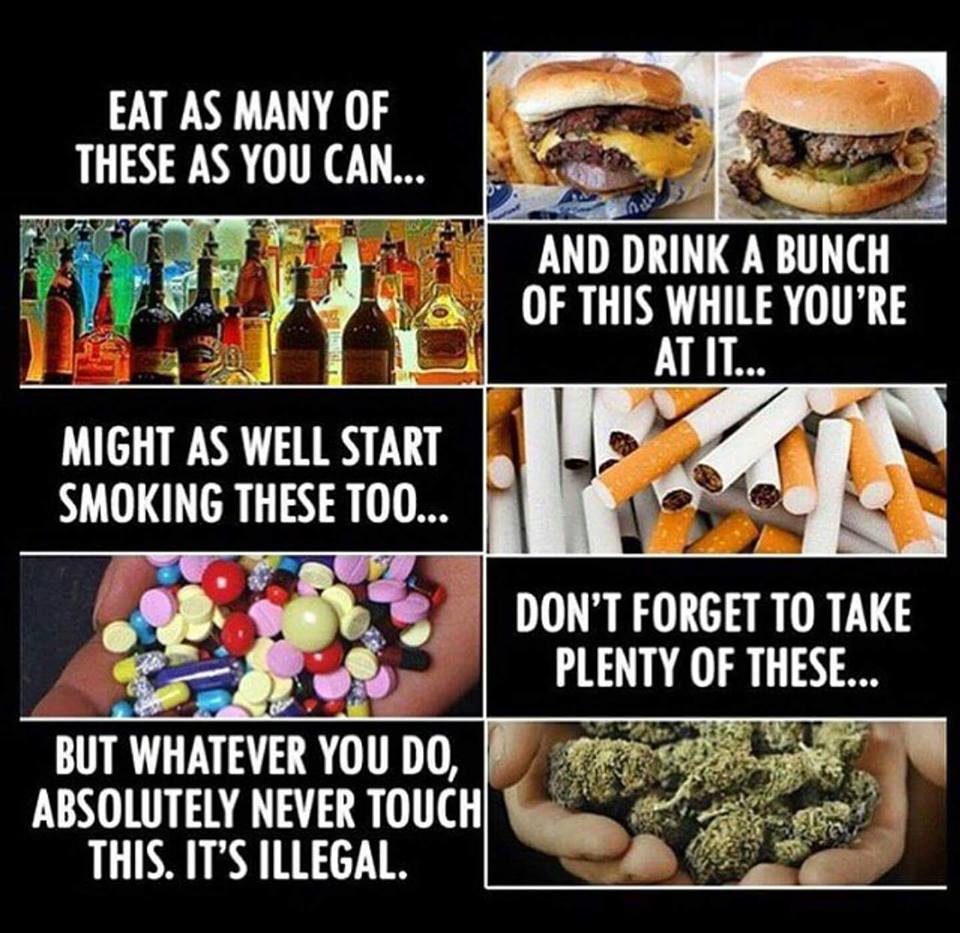 EAT AS MANY OF
THESE AS YOU CAN...
AND DRINK A BUNCH
OF THIS WHILE YOU'RE
AT IT...
MIGHT AS WELL START
SMOKING THESE TOO...
DON'T FORGET TO TAKE
PLENTY OF THESE...
BUT WHATEVER YOU DO,
ABSOLUTELY NEVER TOUCH
THIS. IT'S ILLEGAL.